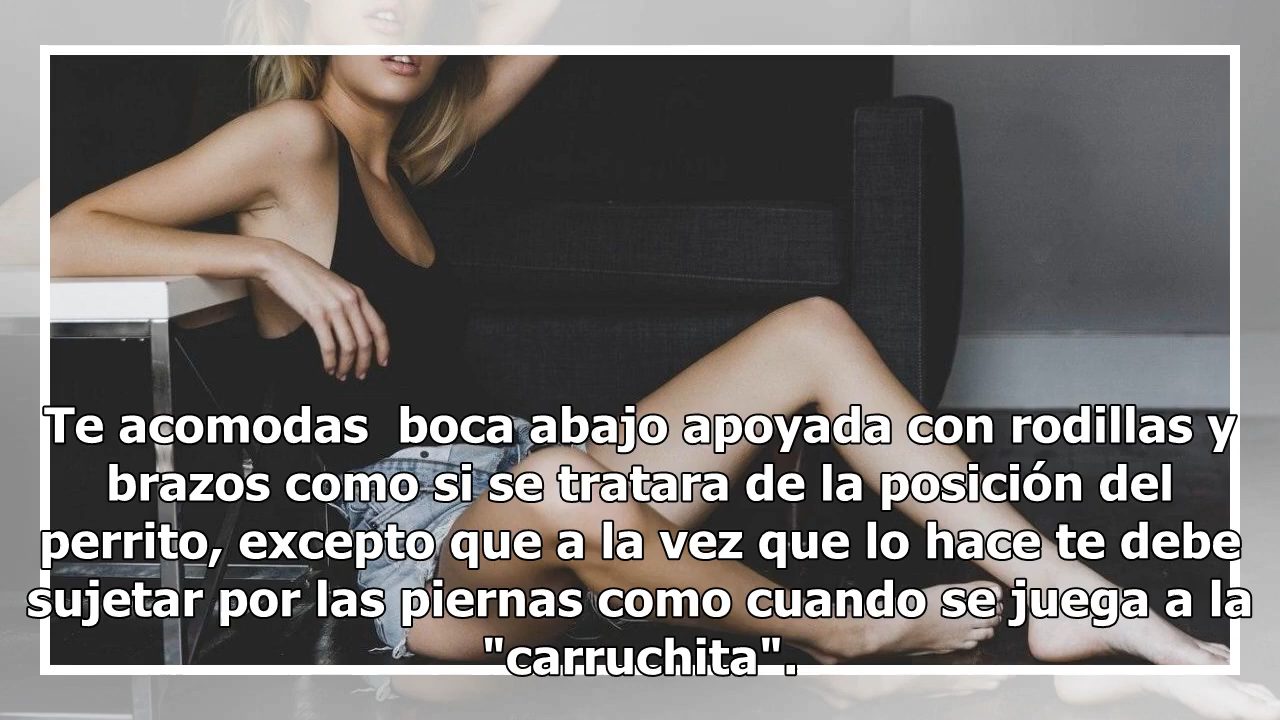 Te acomodas  boca abajo apoyada con rodillas y
brazos como si se tratara de la posición del
perrito, excepto que a la vez que lo hace te debe
sujetar por las piernas como cuando se juega a la
"carruchita".